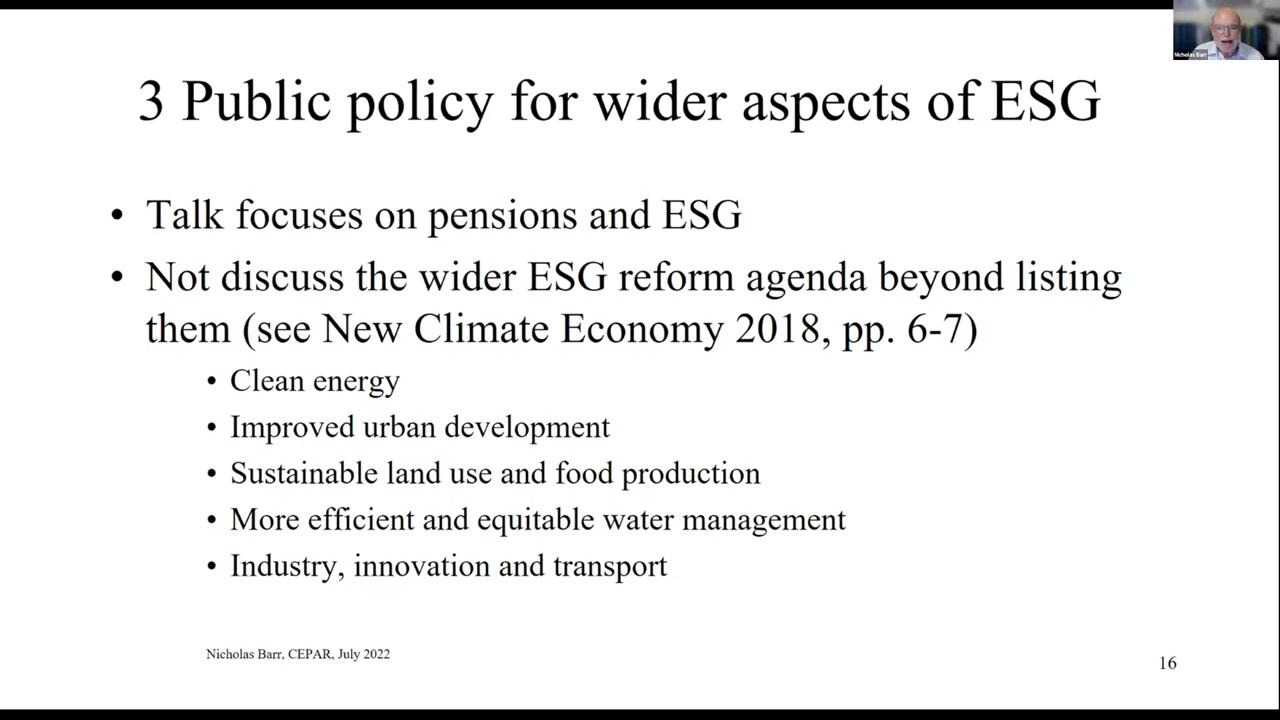 Nicholas Barr
3 Public policy for wider aspects of ESG
• Talk focuses on pensions and ESG
• Not discuss the wider ESG reform agenda beyond listing
them (see New Climate Economy 2018, pp. 6-7)
• Clean energy
• Improved urban development
• Sustainable land use and food production
• More efficient and equitable water management
• Industry, innovation and transport
Nicholas Barr, CEPAR, July 2022
16